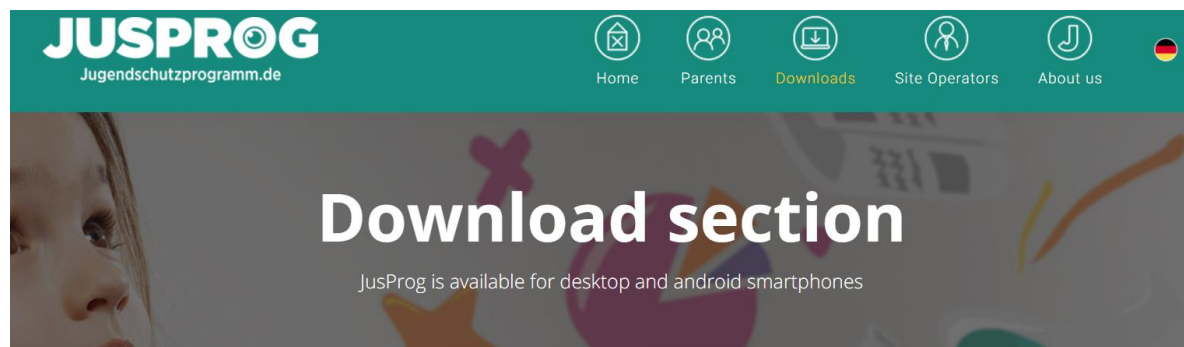 JUSPROG
Jugendschutzprogramm.de
Home
Parents
Downloads
Site Operators
About us
Download section
JusProg is available for desktop and android smartphones